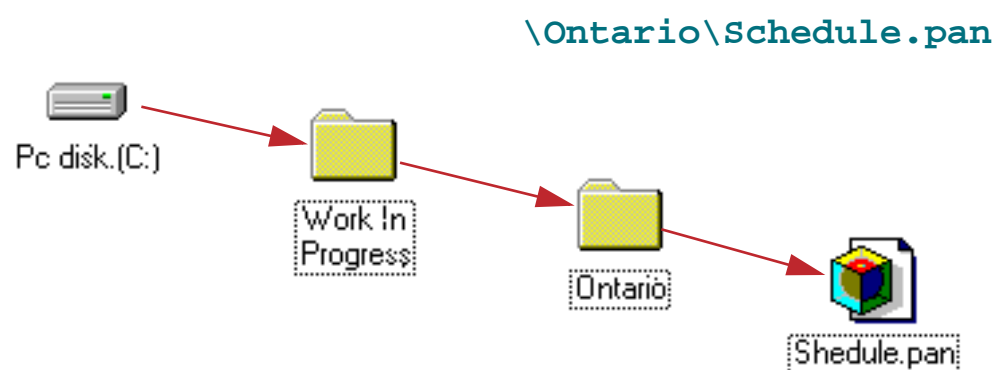 \Ontario\Schedule.pan
Pc disk.(C:)
Work In
Progress
Ontario
Shedule.pan